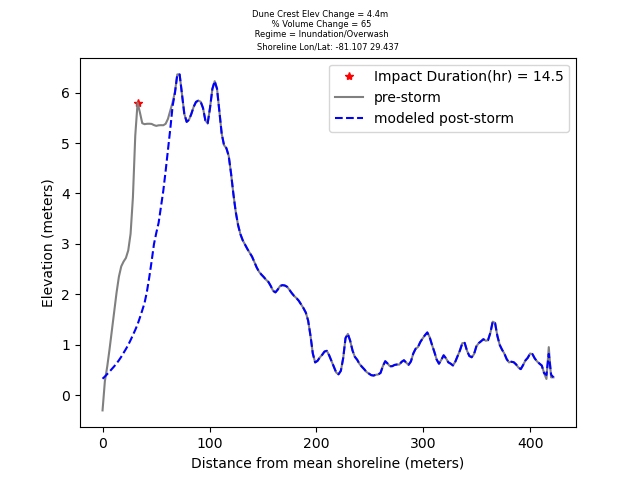 Dune Crest Elev Change = 4.4m
% Volume Change = 65
Regime = Inundation/Overwash
Shoreline Lon/Lat: -81.107 29.437
Impact Duration(hr) = 14.5
pre-storm
modeled post-storm
Elevation (meters)
6
5
4
3
2
1
0
0 100 200 300 400
Distance from mean shoreline (meters)